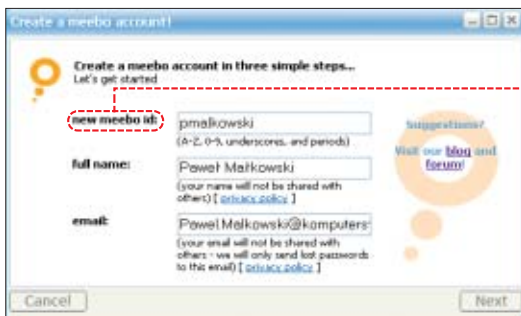 Create a meebo account!
Create a meebo account in three simple steps...
Let's get started
new meebo id:
pmalkowski
(A-Z, 0-9, underscores, and periods)
full name:
Paweł Małkowski
(your name will not be shared with
others) [ privacy policy ]
email:
Pawel.Malkowski@komputers
(your email will not be shared with
others - we will only send lost passwords
to this email) [ privacy policy ]
Suggestions?
Visit our blog and
forum!
Cancel
Next